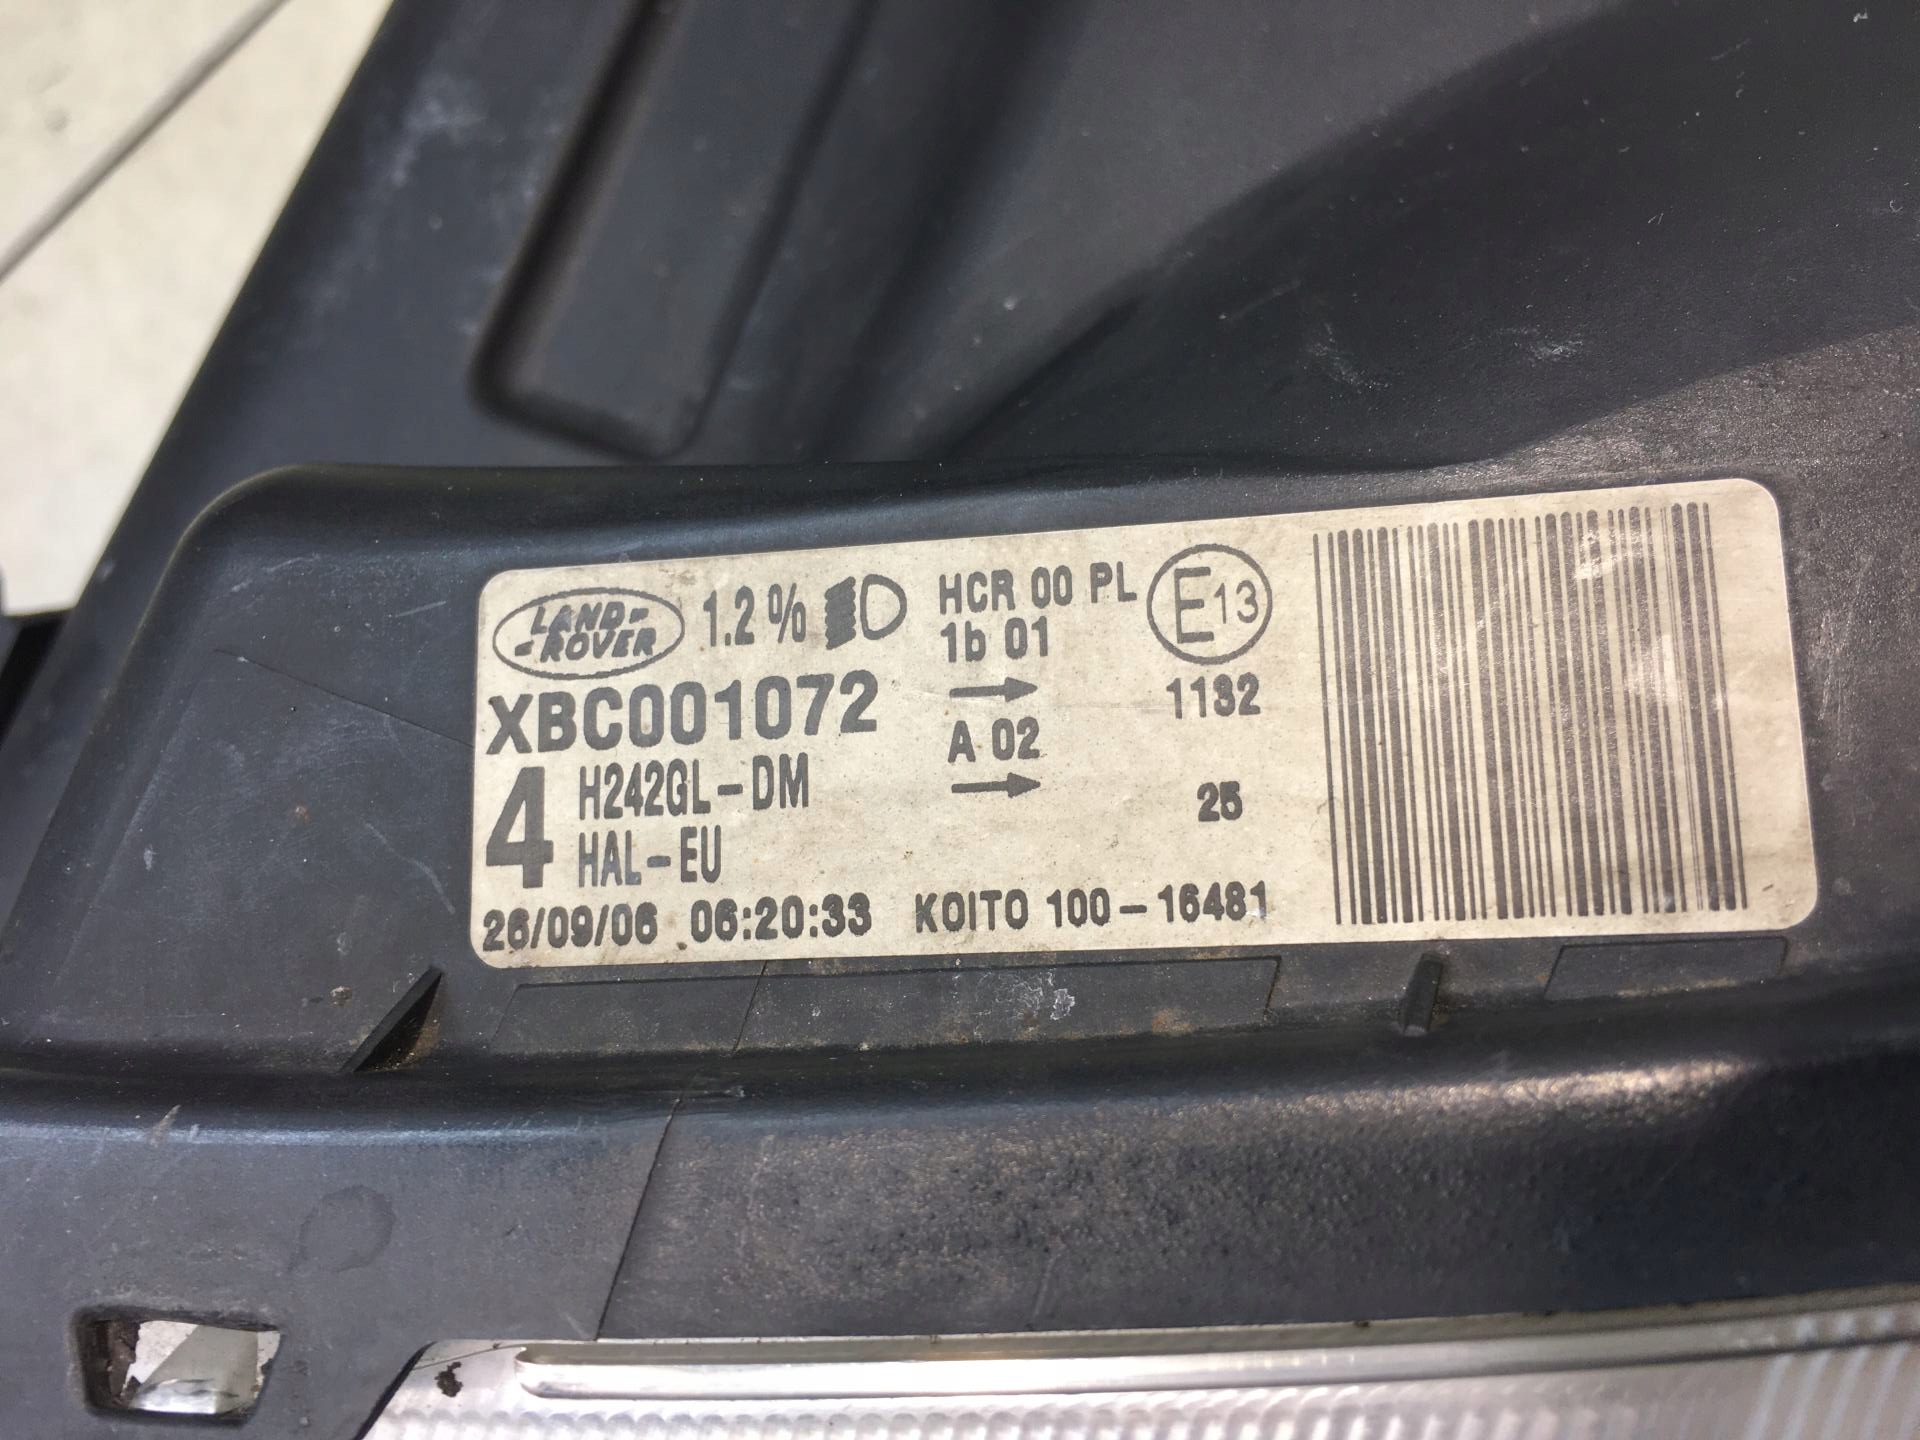 LAND-
-ROVER
1.2%
HCR 00 PL
1b 01
E13
XBC001072
1132
A 02
4
H242GL-DM
25
HAL-EU
26/09/06 06:20:33 KOITO 100-16481